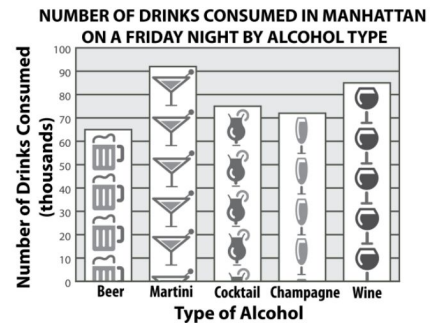 NUMBER OF DRINKS CONSUMED IN MANHATTAN
ON A FRIDAY NIGHT BY ALCOHOL TYPE
Number of Drinks Consumed
(thousands)
100
90
80
70
60
50
40
30
20
10
0
Beer Martini Cocktail Champagne Wine
Type of Alcohol